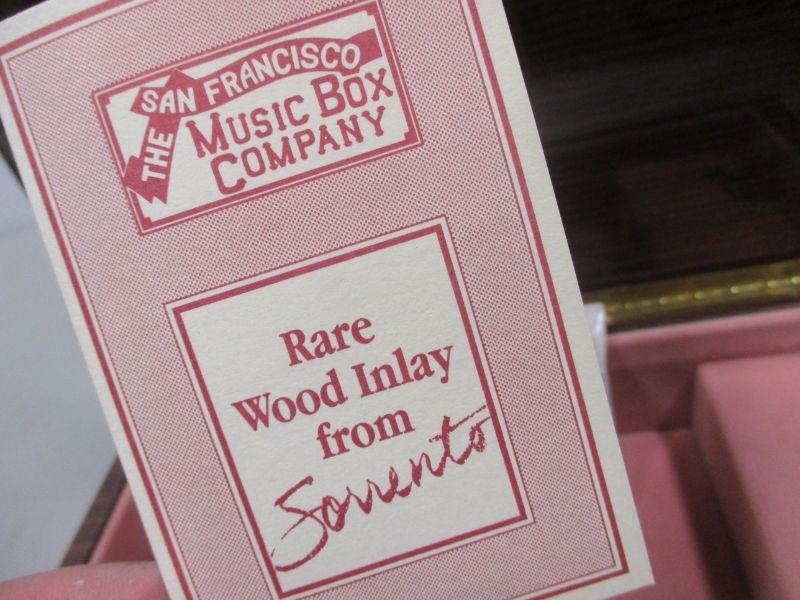 THE SAN FRANCISCO
MUSIC BOX
COMPANY
Rare
Wood Inlay
from
Sorrento